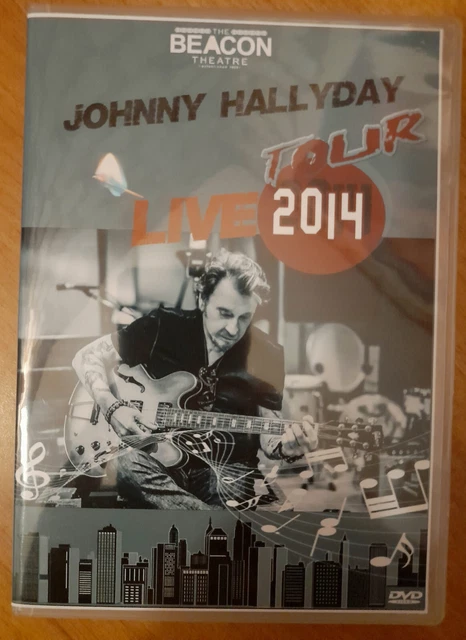 THE
BEACON
THEATRE
JOHNNY HALLYDAY
TOUR
LIVE 2014
DVD